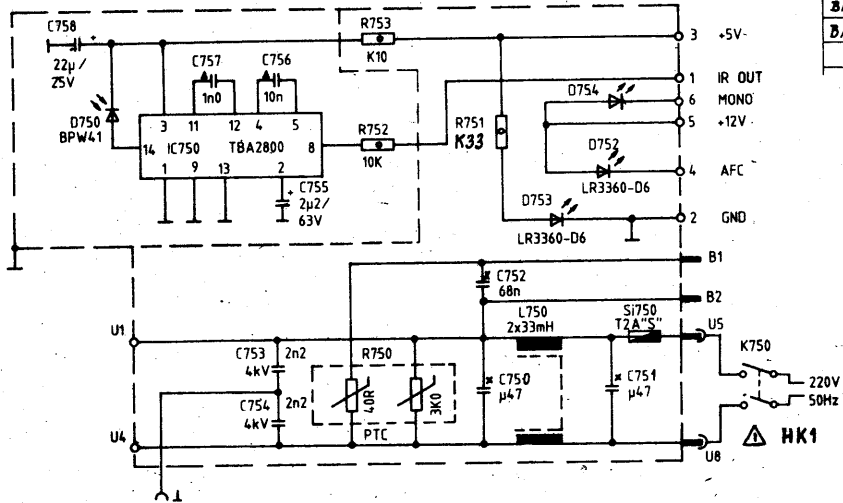 C758
22µ/
25V
D750
BPW41
C757
1n0
C756
10n
3 11 12 4 5
14 IC750 TBA2800 8
1 9 13 2
C755
2µ2/
63V
R753
K10
R752
10K
R751
K33
D754
D752
LR3360-D6
D753
LR3360-D6
3 +5V
1 IR OUT
6 MONO
5 +12V
4 AFC
2 GND
B1
B2
C752
68n
L750
2x33mH
Si750
T2A"S"
U5
U1
C753
4kV
2n2
C754
4kV
2n2
R750
40R
3K0
PTC
C750
µ47
C751
µ47
K750
220V
50Hz
HK1
U4
U8